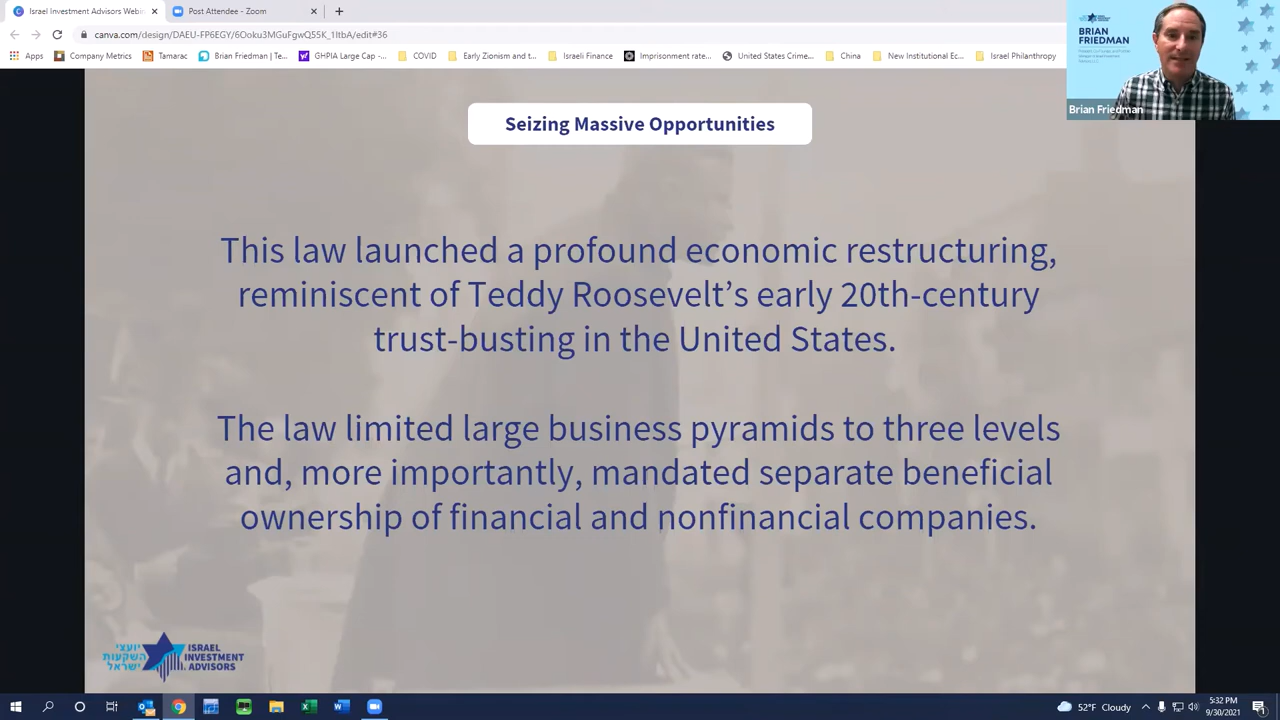 Israel Investment Advisors Webin
Post Attendee - Zoom
canva.com/design/DAEU-FP6EGY/6Ooku3MGuFgwQ55K_1ltbA/edit#36
Apps
Company Metrics
Tamarac
Brian Friedman | Te...
GHPIA Large Cap
COVID
Early Zionism and t...
Israeli Finance
Imprisonment rate...
United States Crime...
China
New Institutional Ec...
Israel Philanthropy
BRIAN
FRIEDMAN
Brian Friedman
Seizing Massive Opportunities
This law launched a profound economic restructuring,
reminiscent of Teddy Roosevelt’s early 20th-century
trust-busting in the United States.
The law limited large business pyramids to three levels
and, more importantly, mandated separate beneficial
ownership of financial and nonfinancial companies.
יועצי
השקעות
ישראל
ISRAEL
INVESTMENT
ADVISORS
52°F Cloudy
5:32 PM
9/30/2021